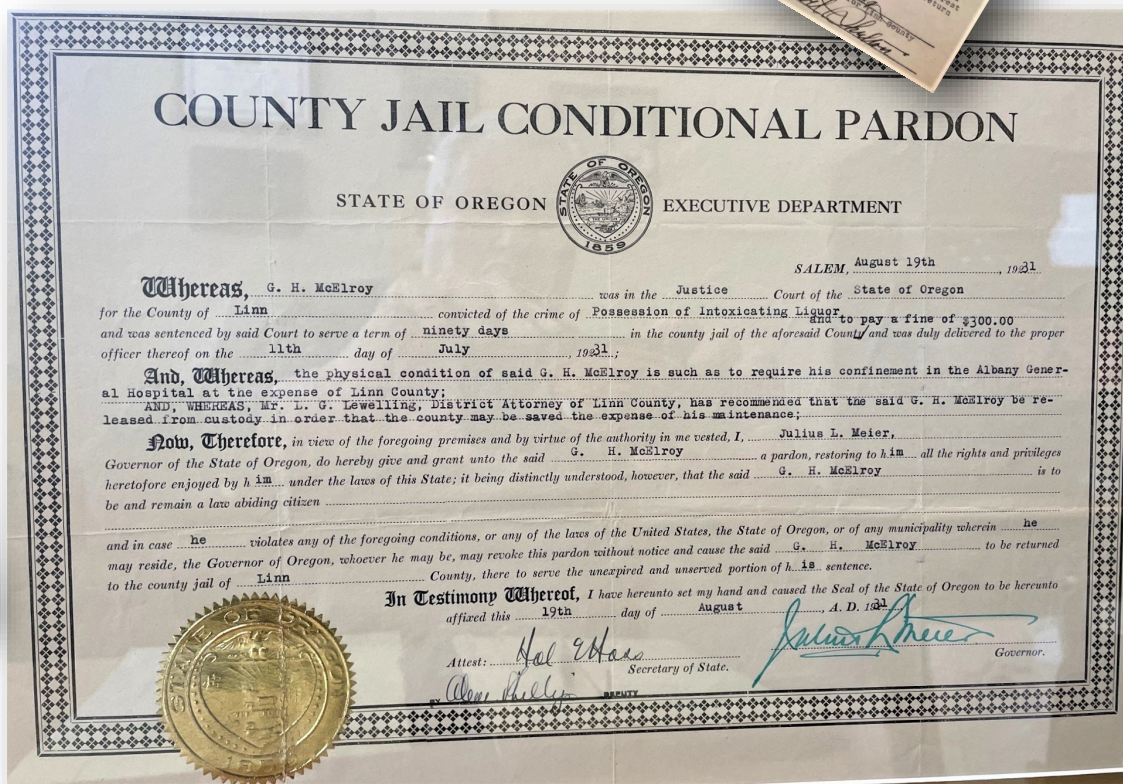 est
eturn
County
COUNTY JAIL CONDITIONAL PARDON
STATE OF OREGON STATE OF OREGON 1859 EXECUTIVE DEPARTMENT
SALEM, August 19th, 1931
Whereas, G. H. McElroy was in the Justice Court of the State of Oregon
for the County of Linn convicted of the crime of Possession of Intoxicating Liquor
and to pay a fine of $300.00
and was sentenced by said Court to serve a term of ninety days in the county jail of the aforesaid County/and was duly delivered to the proper
officer thereof on the 11th day of July, 1931;
And, Whereas, the physical condition of said G. H. McElroy is such as to require his confinement in the Albany Gener-
al Hospital at the expense of Linn County;
AND, WHEREAS, Mr. L. G. Lewelling, District Attorney of Linn County, has recommended that the said G. H. McElroy be re-
leased from custody in order that the county may be saved the expense of his maintenance;
Now, Therefore, in view of the foregoing premises and by virtue of the authority in me vested, I, Julius L. Meier,
Governor of the State of Oregon, do hereby give and grant unto the said G. H. McElroy a pardon, restoring to him all the rights and privileges
heretofore enjoyed by him under the laws of this State; it being distinctly understood, however, that the said G. H. McElroy is to
be and remain a law abiding citizen
and in case he violates any of the foregoing conditions, or any of the laws of the United States, the State of Oregon, or of any municipality wherein he
may reside, the Governor of Oregon, whoever he may be, may revoke this pardon without notice and cause the said G. H. McElroy to be returned
to the county jail of Linn County, there to serve the unexpired and unserved portion of his sentence.
In Testimony Whereof, I have hereunto set my hand and caused the Seal of the State of Oregon to be hereunto
affixed this 19th day of August, A. D. 1931
Julius L. Meier
Governor.
Attest: Hal E Hoss
Secretary of State.
DEPUTY
STATE OF OREGON